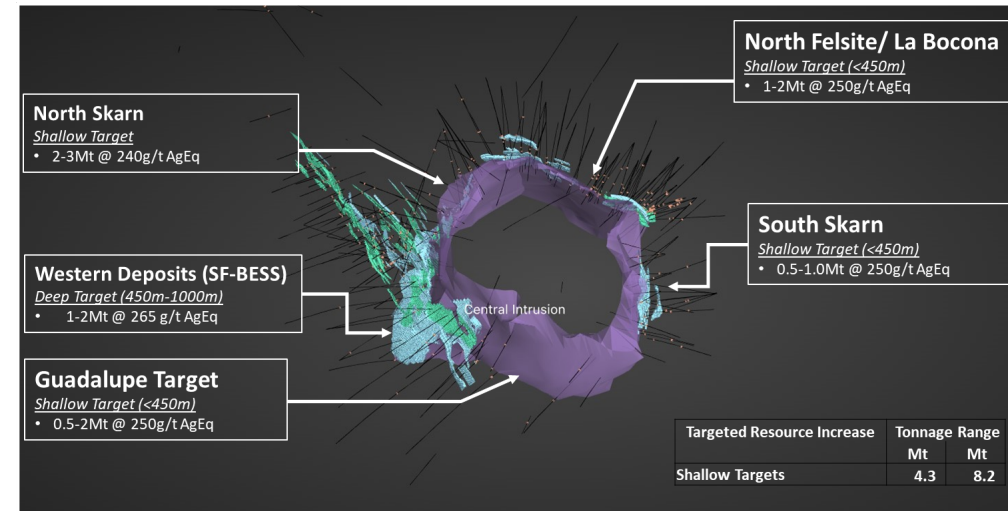 North Felsite/ La Bocona
Shallow Target (<450m)
• 1-2Mt @ 250g/t AgEq
North Skarn
Shallow Target
• 2-3Mt @ 240g/t AgEq
South Skarn
Shallow Target (<450m)
• 0.5-1.0Mt @ 250g/t AgEq
Western Deposits (SF-BESS)
Deep Target (450m-1000m)
• 1-2Mt @ 265 g/t AgEq
Central Intrusion
Guadalupe Target
Shallow Target (<450m)
• 0.5-2Mt @ 250g/t AgEq
Targeted Resource Increase Tonnage Range
Mt Mt
Shallow Targets 4.3 8.2